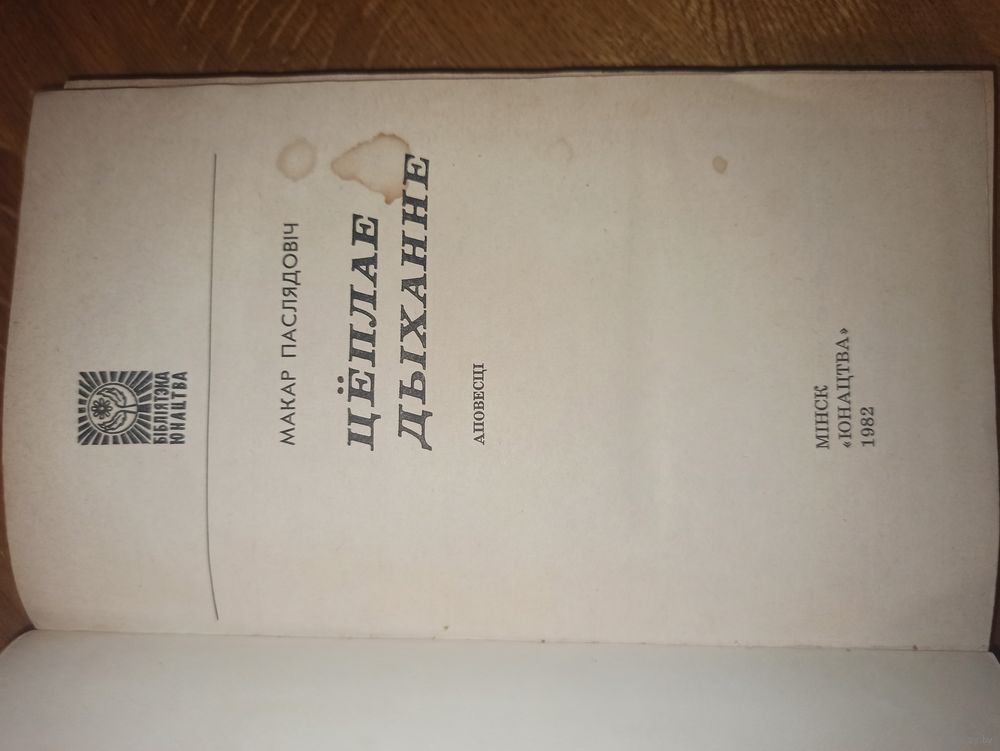 БІБЛІЯТЭКА
ЮНАЦТВА
МАКАР ПАСЛЯДОВІЧ
ЦЁПЛАЕ
ДЫХАННЕ
АПОВЕСЦІ
МІНСК
«ЮНАЦТВА»
1982